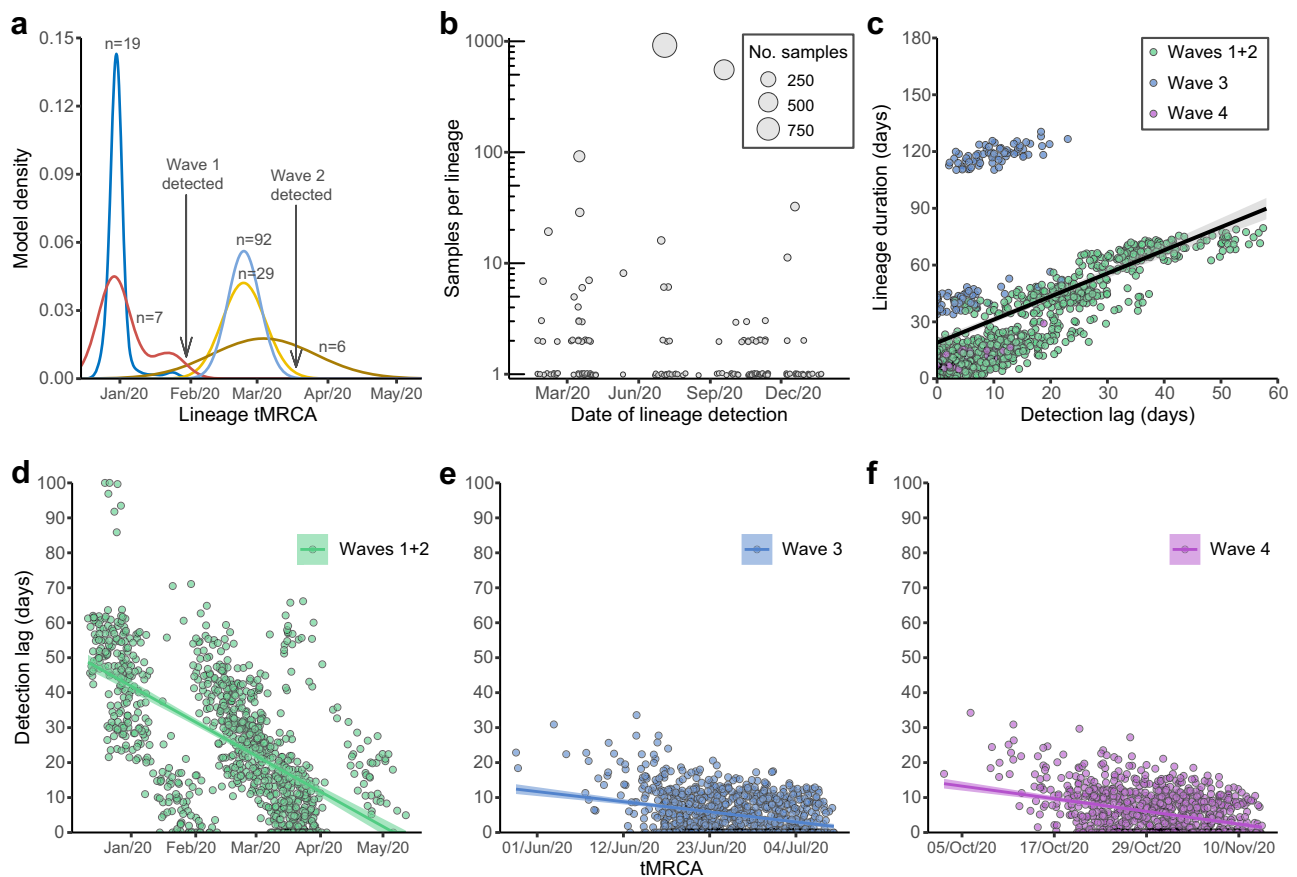 a
0.15
0.12
0.09
0.06
0.03
0.00
Model density
n=19
n=7
Wave 1
detected
Wave 2
detected
n=92
n=29
n=6
Jan/20
Feb/20
Mar/20
Apr/20
May/20
Lineage tMRCA
b
1000
100
10
1
Samples per lineage
No. samples
250
500
750
Mar/20
Jun/20
Sep/20
Dec/20
Date of lineage detection
c
180
150
120
90
60
30
0
Lineage duration (days)
Waves 1+2
Wave 3
Wave 4
0
10
20
30
40
50
60
Detection lag (days)
d
100
90
80
70
60
50
40
30
20
10
0
Detection lag (days)
Waves 1+2
Jan/20
Feb/20
Mar/20
Apr/20
May/20
e
100
90
80
70
60
50
40
30
20
10
0
Wave 3
01/Jun/20
12/Jun/20
23/Jun/20
04/Jul/20
tMRCA
f
100
90
80
70
60
50
40
30
20
10
0
Wave 4
05/Oct/20
17/Oct/20
29/Oct/20
10/Nov/20